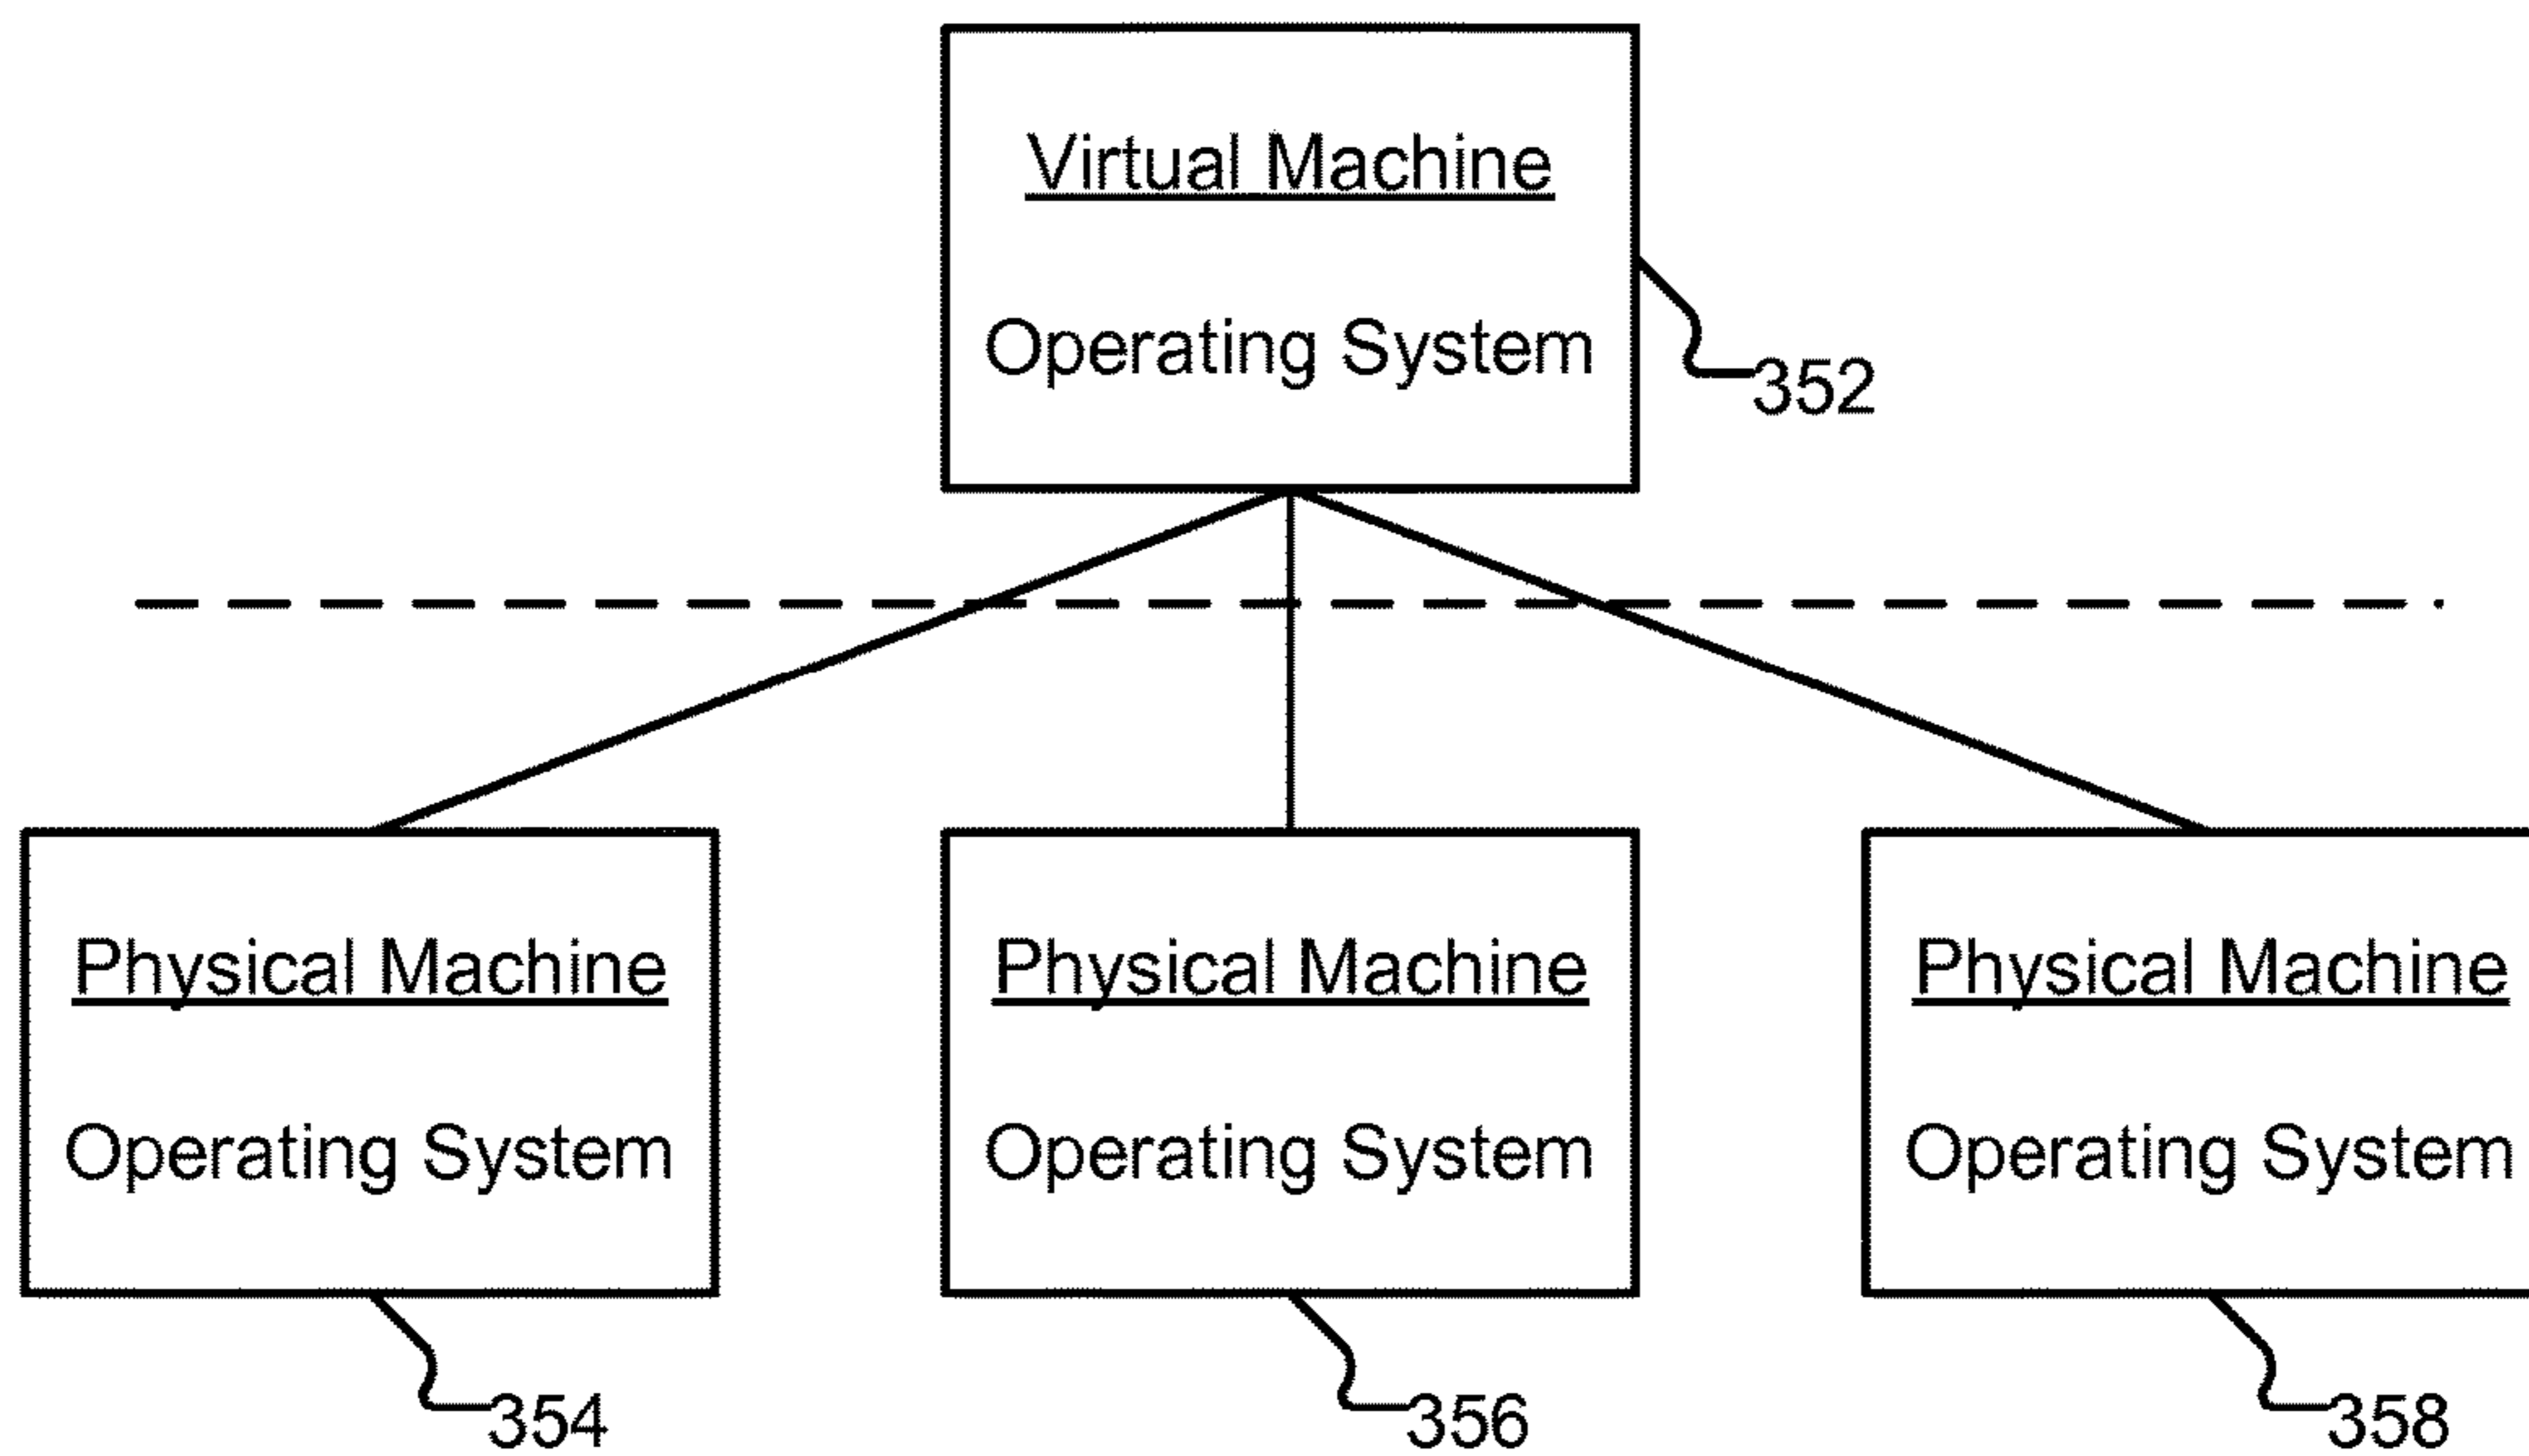 Virtual Machine
Operating System
352
Physical Machine
Operating System
354
Physical Machine
Operating System
356
Physical Machine
Operating System
358